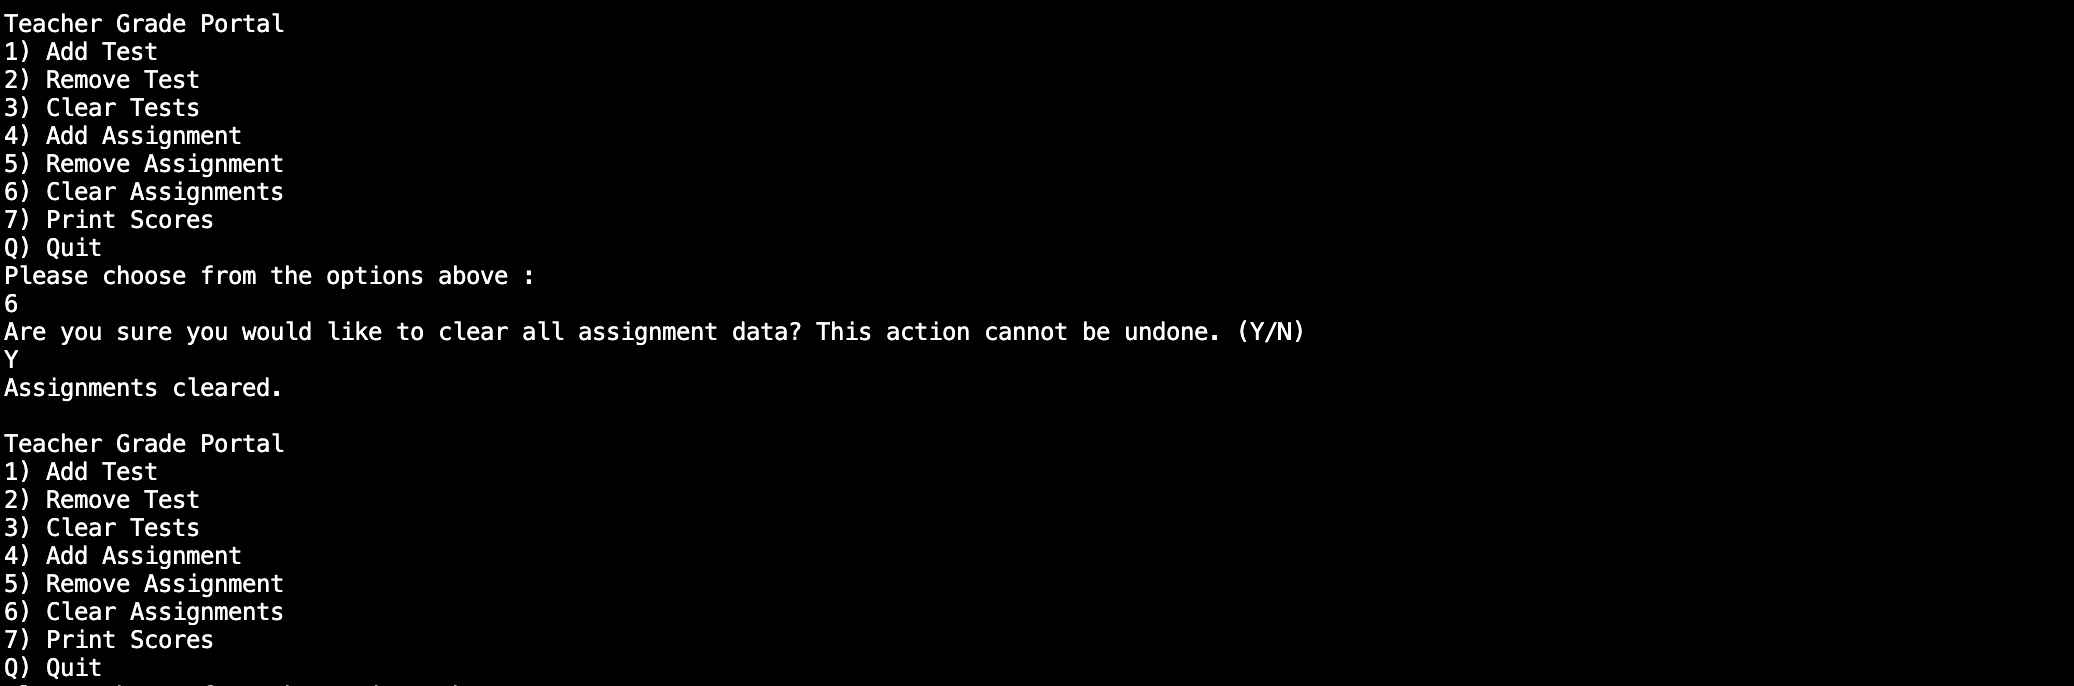 Teacher Grade Portal
1) Add Test
2) Remove Test
3) Clear Tests
4) Add Assignment
5) Remove Assignment
6) Clear Assignments
7) Print Scores
Q) Quit
Please choose from the options above :
6
Are you sure you would like to clear all assignment data? This action cannot be undone. (Y/N)
Y
Assignments cleared.
Teacher Grade Portal
1) Add Test
2) Remove Test
3) Clear Tests
4) Add Assignment
5) Remove Assignment
6) Clear Assignments
7) Print Scores
Q) Quit